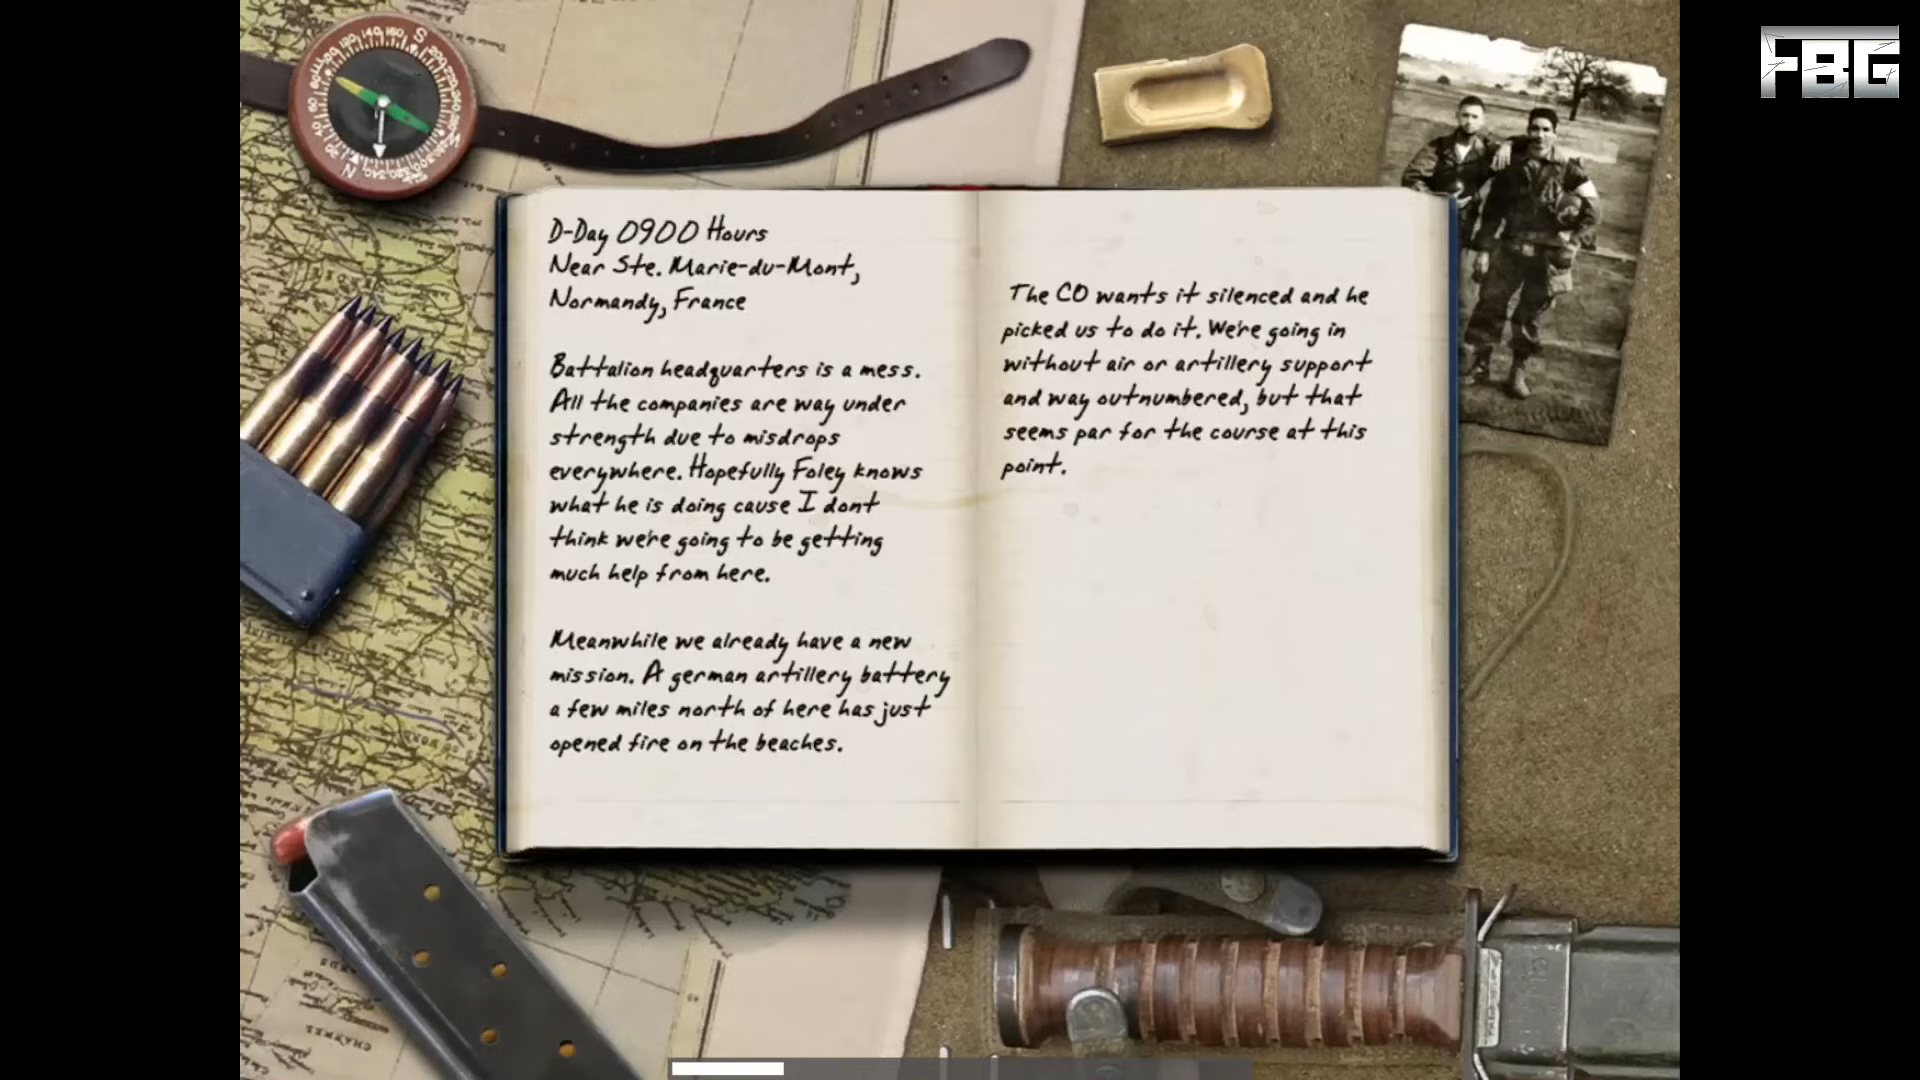 FBG
D-Day 0900 Hours
Near Ste. Marie-du-Mont,
Normandy, France
Battalion headquarters is a mess.
All the companies are way under
strength due to misdrops
everywhere. Hopefully Foley knows
what he is doing cause I dont
think we're going to be getting
much help from here.
Meanwhile we already have a new
mission. A german artillery battery
a few miles north of here has just
opened fire on the beaches.
The CO wants it silenced and he
picked us to do it. We're going in
without air or artillery support
and way outnumbered, but that
seems par for the course at this
point.